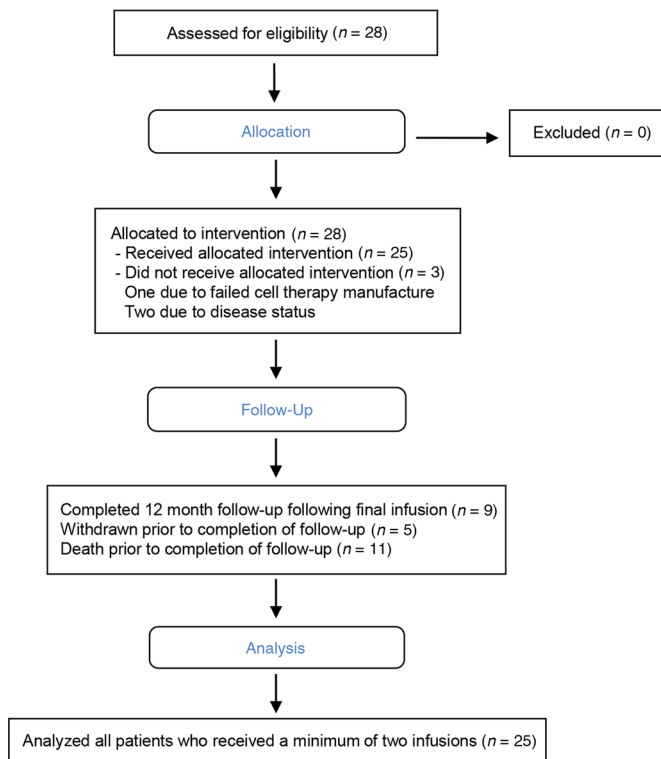 Assessed for eligibility (n = 28)
Allocation
Excluded (n = 0)
Allocated to intervention (n = 28)
- Received allocated intervention (n = 25)
- Did not receive allocated intervention (n = 3)
One due to failed cell therapy manufacture
Two due to disease status
Follow-Up
Completed 12 month follow-up following final infusion (n = 9)
Withdrawn prior to completion of follow-up (n = 5)
Death prior to completion of follow-up (n = 11)
Analysis
Analyzed all patients who received a minimum of two infusions (n = 25)